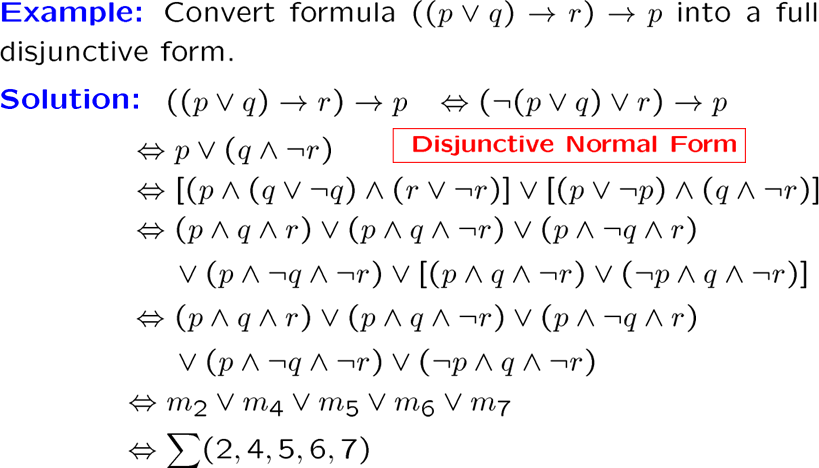 Example: Convert formula ((p ∨ q) → r) → p into a full
disjunctive form.
Solution: ((p ∨ q) → r) → p ⇔ (¬(p ∨ q) ∨ r) → p
⇔ p ∨ (q ∧ ¬r) Disjunctive Normal Form
⇔ [(p ∧ (q ∨ ¬q) ∧ (r ∨ ¬r)] ∨ [(p ∨ ¬p) ∧ (q ∧ ¬r)]
⇔ (p ∧ q ∧ r) ∨ (p ∧ q ∧ ¬r) ∨ (p ∧ ¬q ∧ r)
∨ (p ∧ ¬q ∧ ¬r) ∨ [(p ∧ q ∧ ¬r) ∨ (¬p ∧ q ∧ ¬r)]
⇔ (p ∧ q ∧ r) ∨ (p ∧ q ∧ ¬r) ∨ (p ∧ ¬q ∧ r)
∨ (p ∧ ¬q ∧ ¬r) ∨ (¬p ∧ q ∧ ¬r)
⇔ m₂ ∨ m₄ ∨ m₅ ∨ m₆ ∨ m₇
⇔ ∑(2, 4, 5, 6, 7)